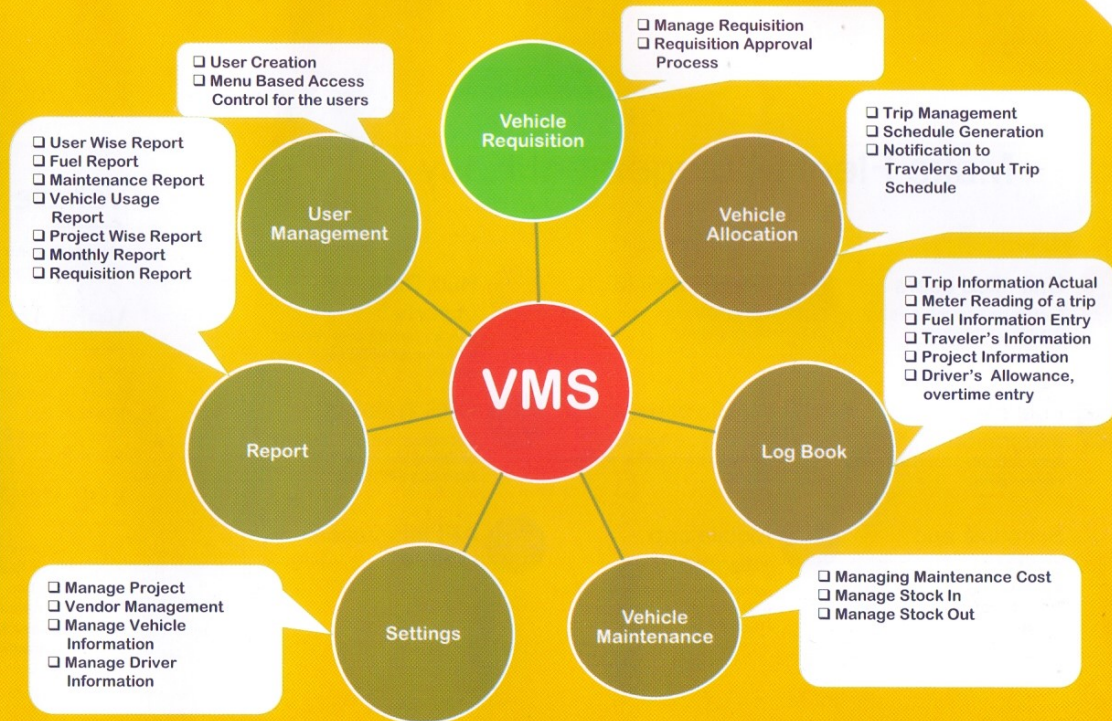 ❑ Manage Requisition
❑ Requisition Approval
Process
❑ User Creation
❑ Menu Based Access
Control for the users
Vehicle
Requisition
❑ Trip Management
❑ Schedule Generation
❑ Notification to
Travelers about Trip
Schedule
❑ User Wise Report
❑ Fuel Report
❑ Maintenance Report
❑ Vehicle Usage
Report
❑ Project Wise Report
❑ Monthly Report
❑ Requisition Report
User
Management
Vehicle
Allocation
❑ Trip Information Actual
❑ Meter Reading of a trip
❑ Fuel Information Entry
❑ Traveler's Information
❑ Project Information
❑ Driver's Allowance,
overtime entry
VMS
Report
Log Book
❑ Manage Project
❑ Vendor Management
❑ Manage Vehicle
Information
❑ Manage Driver
Information
Settings
Vehicle
Maintenance
❑ Managing Maintenance Cost
❑ Manage Stock In
❑ Manage Stock Out